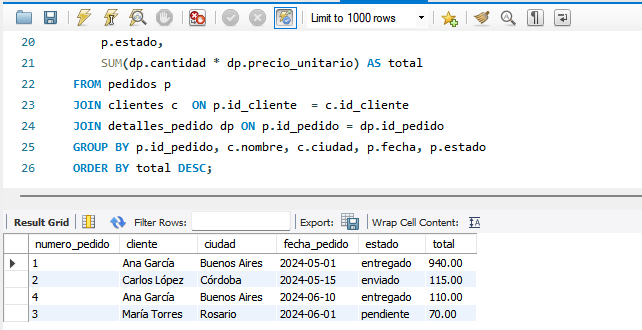 Limit to 1000 rows
20 p.estado,
21 SUM(dp.cantidad * dp.precio_unitario) AS total
22 FROM pedidos p
23 JOIN clientes c  ON p.id_cliente  = c.id_cliente
24 JOIN detalles_pedido dp ON p.id_pedido = dp.id_pedido
25 GROUP BY p.id_pedido, c.nombre, c.ciudad, p.fecha, p.estado
26 ORDER BY total DESC;
Result Grid Filter Rows: Export: Wrap Cell Content:
numero_pedido cliente ciudad fecha_pedido estado total
1 Ana García Buenos Aires 2024-05-01 entregado 940.00
2 Carlos López Córdoba 2024-05-15 enviado 115.00
4 Ana García Buenos Aires 2024-06-10 entregado 110.00
3 María Torres Rosario 2024-06-01 pendiente 70.00